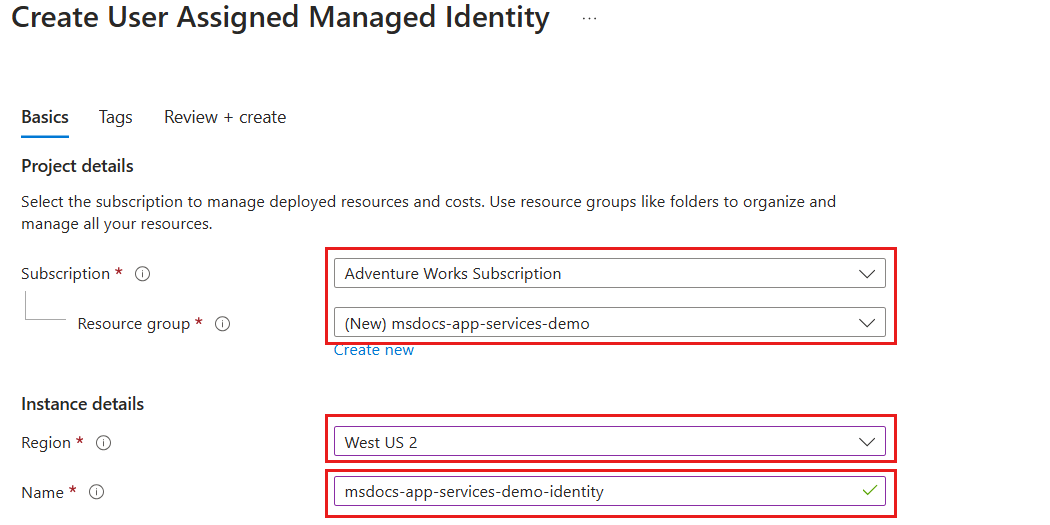 Create User Assigned Managed Identity ...
Basics Tags Review + create
Project details
Select the subscription to manage deployed resources and costs. Use resource groups like folders to organize and
manage all your resources.
Subscription * Adventure Works Subscription
Resource group * (New) msdocs-app-services-demo
Create new
Instance details
Region * West US 2
Name * msdocs-app-services-demo-identity